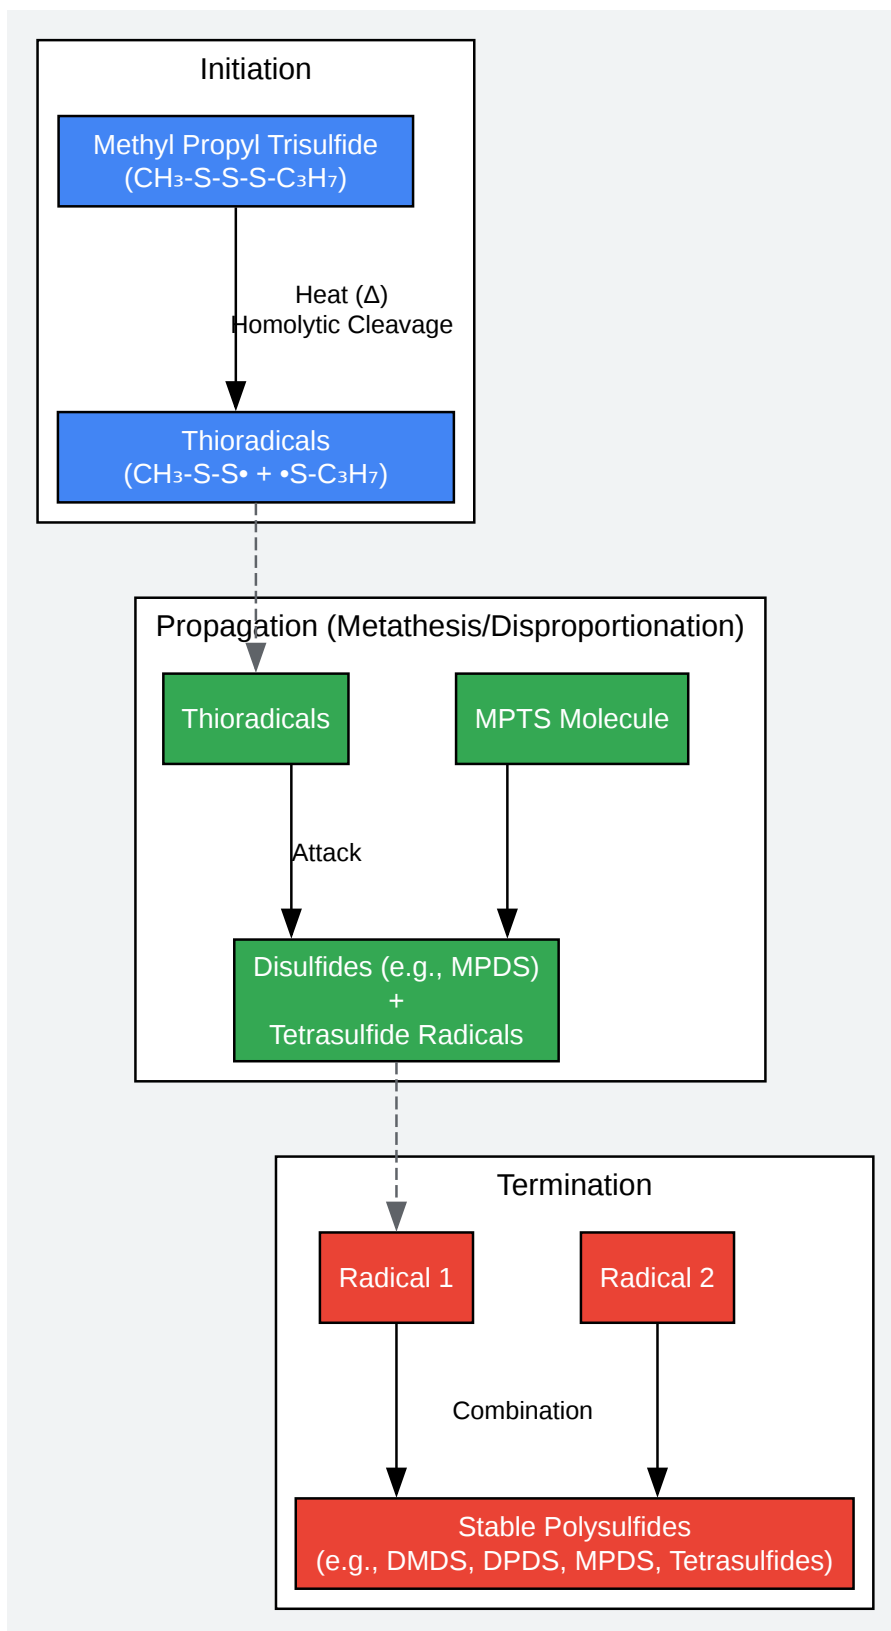 Initiation
Methyl Propyl Trisulfide
(CH₃-S-S-S-C₃H₇)
Heat (Δ)
Homolytic Cleavage
Thioradicals
(CH₃-S-S• + •S-C₃H₇)
Propagation (Metathesis/Disproportionation)
Thioradicals
MPTS Molecule
Attack
Disulfides (e.g., MPDS)
+
Tetrasulfide Radicals
Termination
Radical 1
Radical 2
Combination
Stable Polysulfides
(e.g., DMDS, DPDS, MPDS, Tetrasulfides)